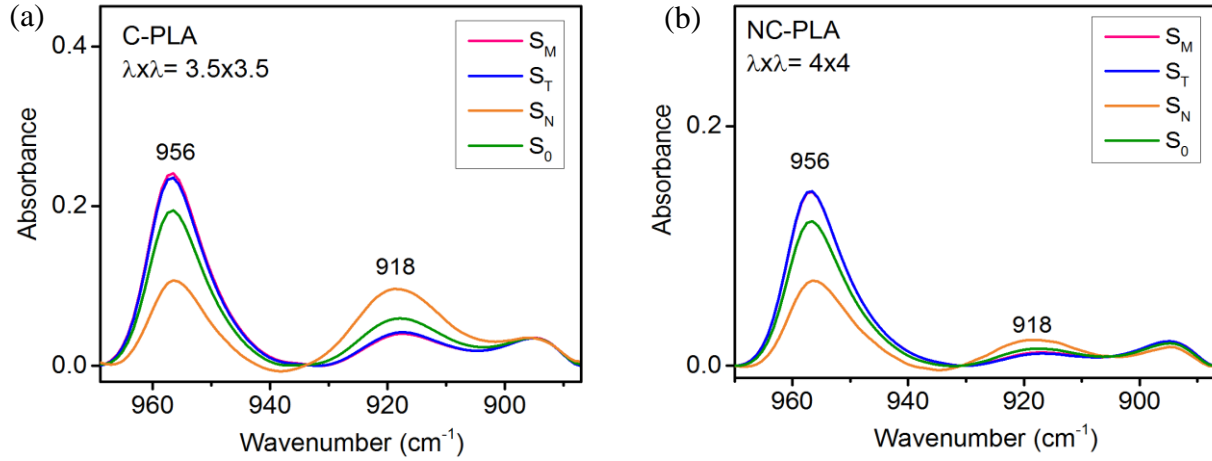 (a)
C-PLA
λxλ= 3.5x3.5
S_M
S_T
S_N
S_0
956
918
0.4
0.2
0.0
Absorbance
960
940
920
900
Wavenumber (cm⁻¹)
(b)
NC-PLA
λxλ= 4x4
S_M
S_T
S_N
S_0
956
918
0.2
0.0
Absorbance
960
940
920
900
Wavenumber (cm⁻¹)